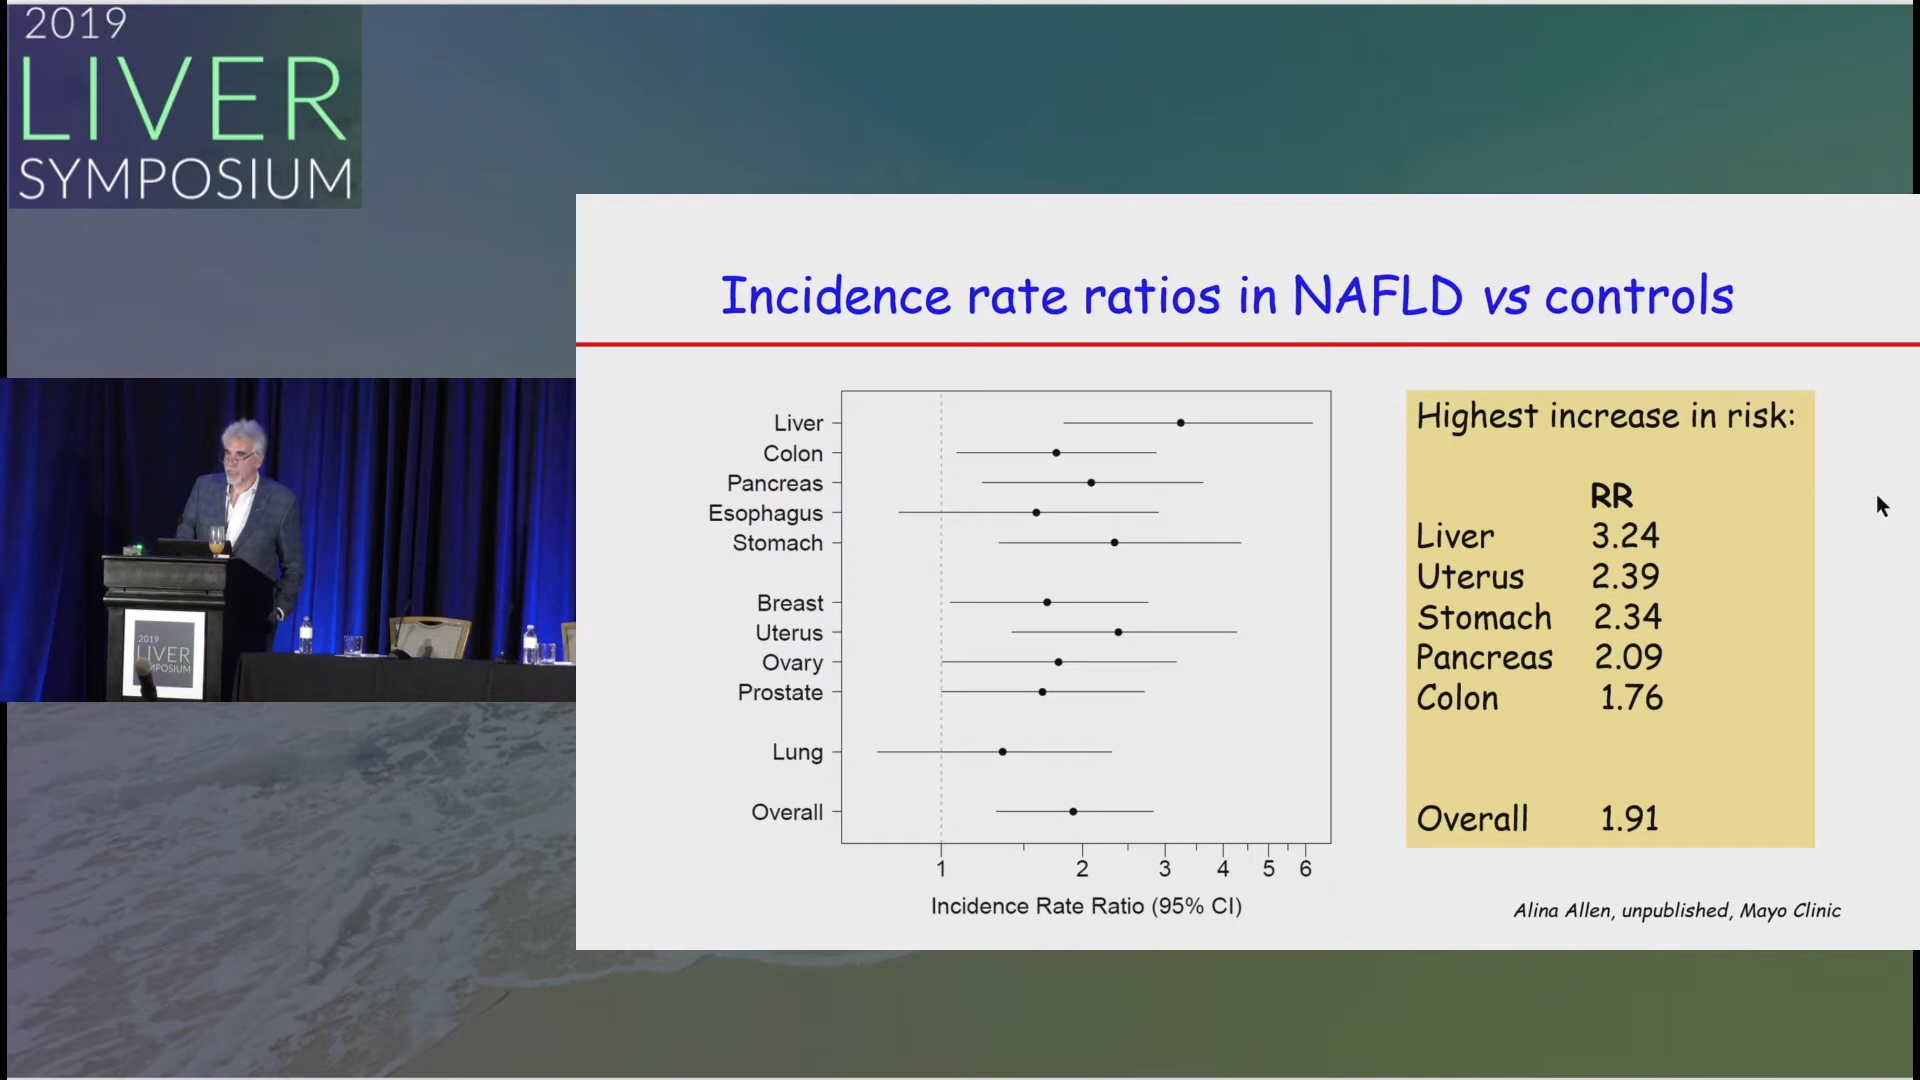 2019
LIVER
SYMPOSIUM
Incidence rate ratios in NAFLD vs controls
Liver
Colon
Pancreas
Esophagus
Stomach
Breast
Uterus
Ovary
Prostate
Lung
Overall
1 2 3 4 5 6
Incidence Rate Ratio (95% CI)
Highest increase in risk:
RR
Liver 3.24
Uterus 2.39
Stomach 2.34
Pancreas 2.09
Colon 1.76
Overall 1.91
Alina Allen, unpublished, Mayo Clinic
2019
LIVER
MPOSIUM